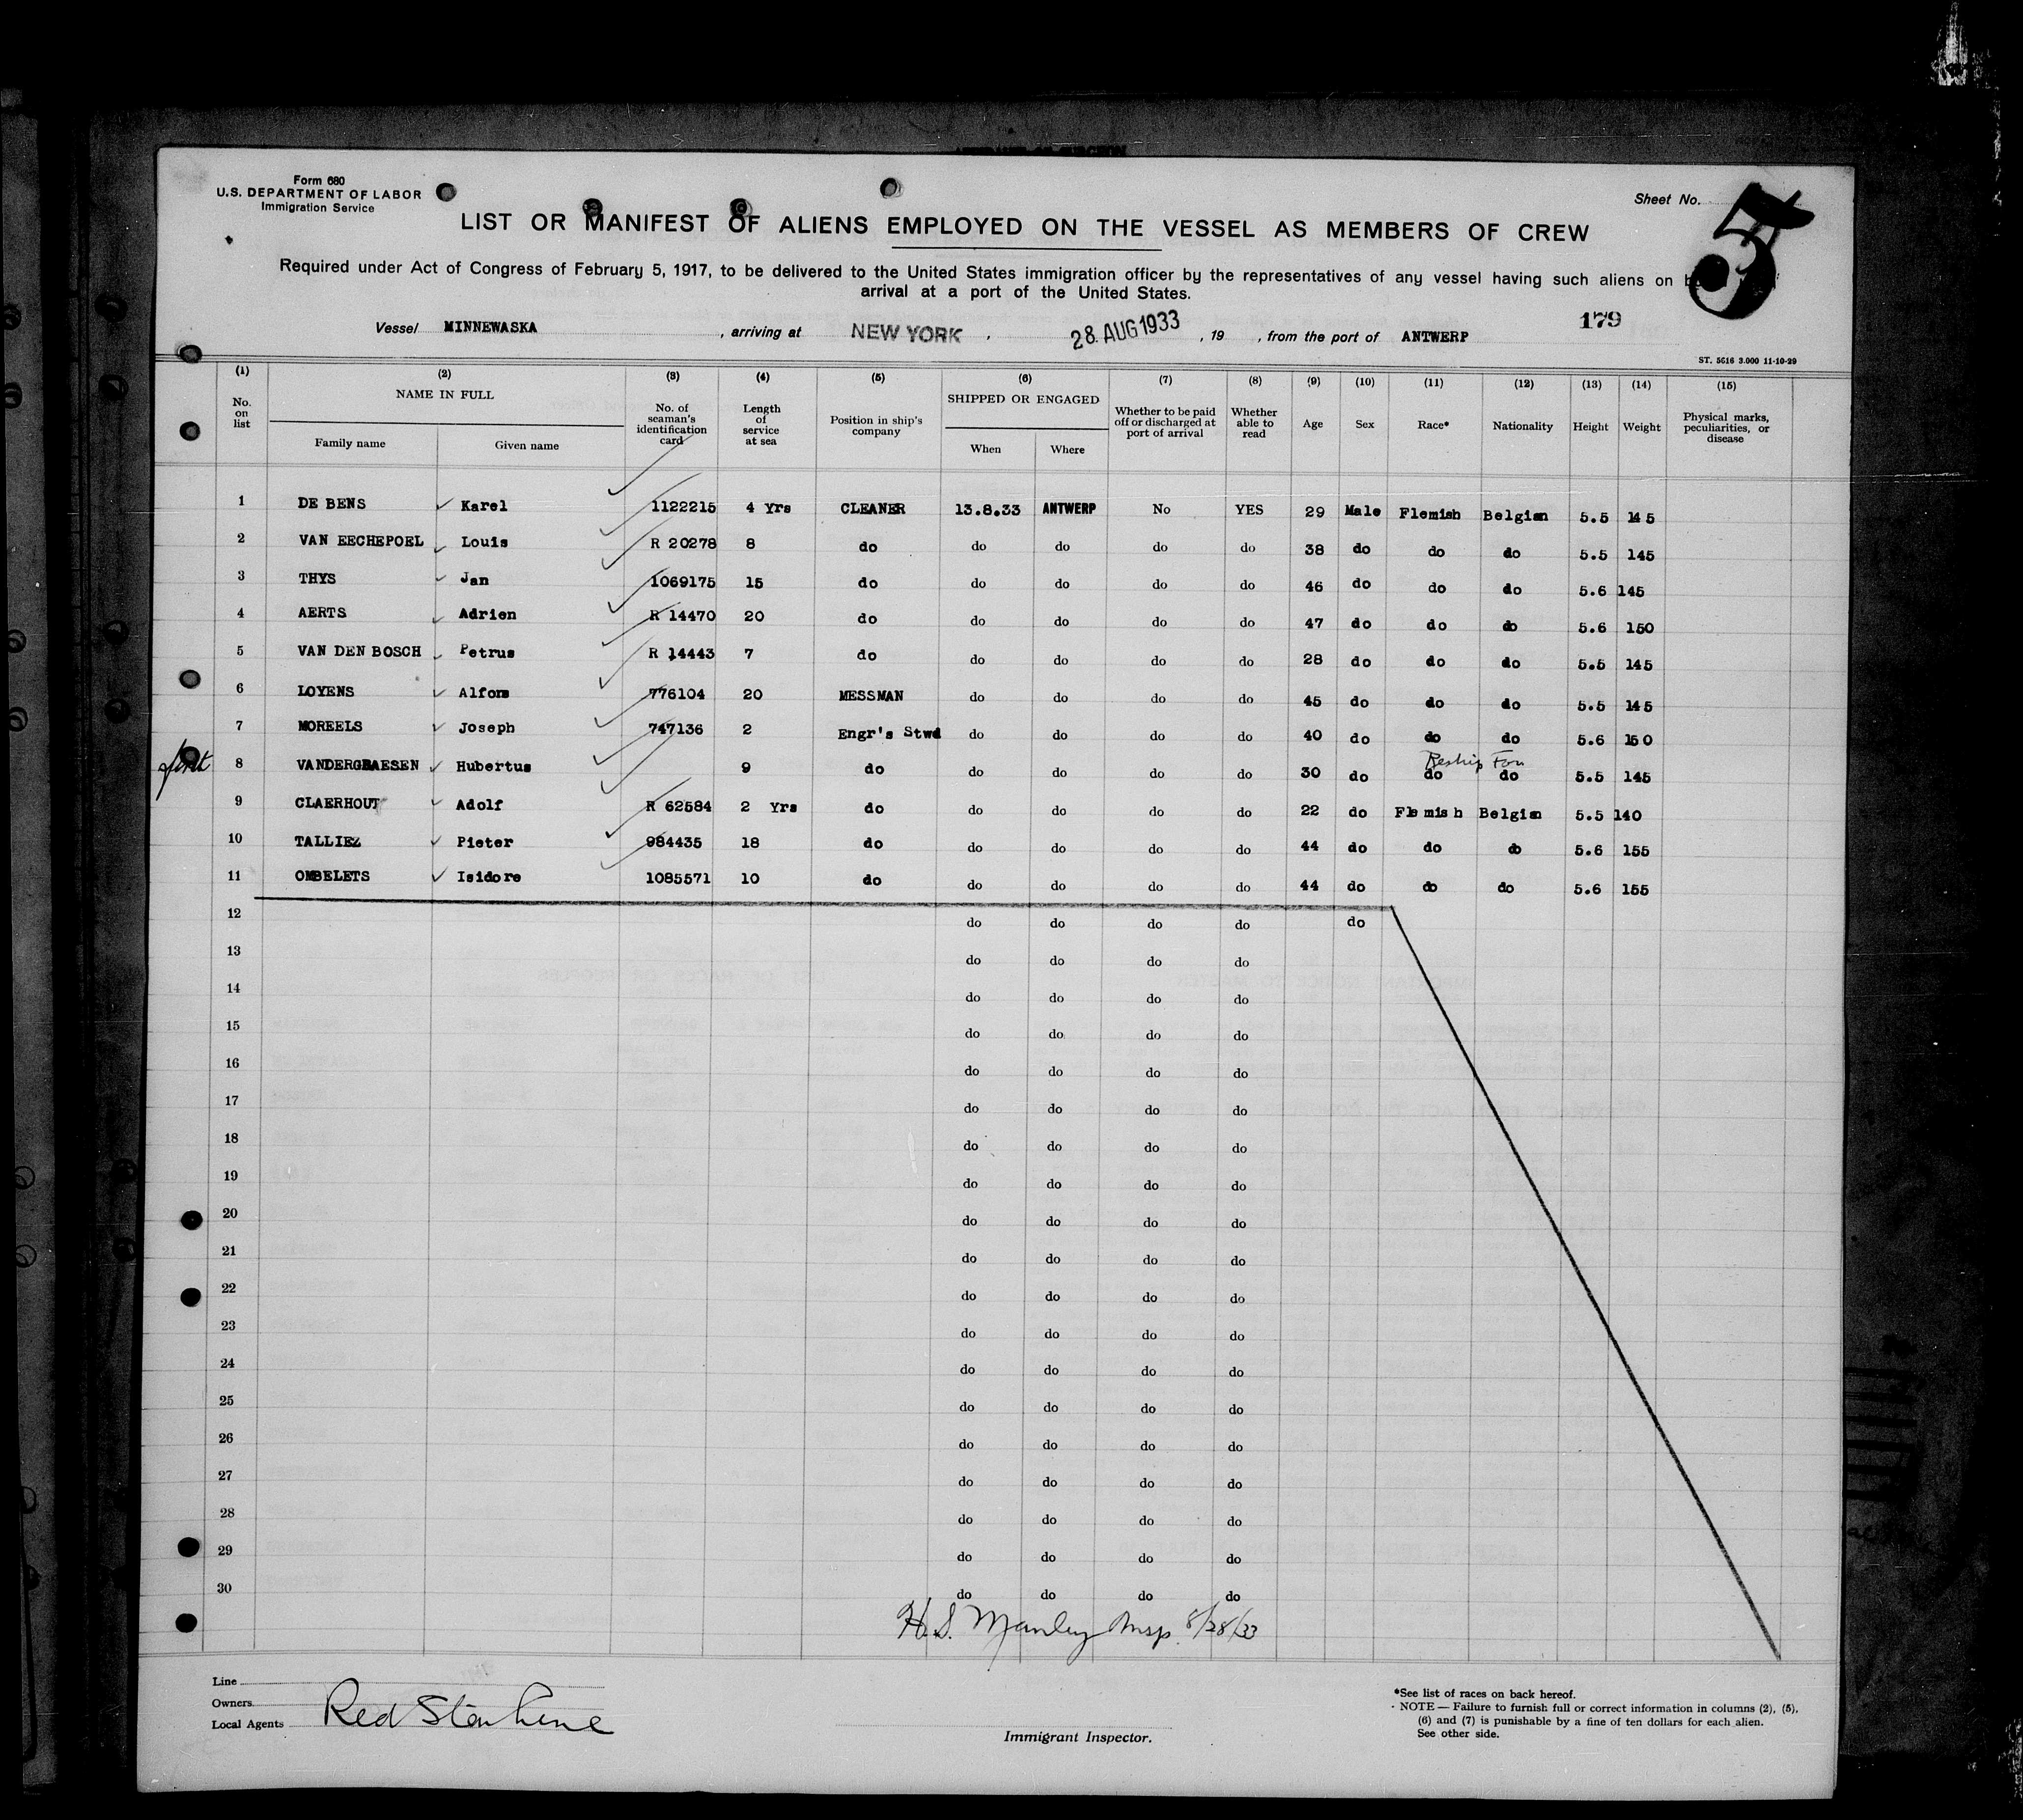 Form 680
U.S. DEPARTMENT OF LABOR
Immigration Service
Sheet No. 5
LIST OR MANIFEST OF ALIENS EMPLOYED ON THE VESSEL AS MEMBERS OF CREW
Required under Act of Congress of February 5, 1917, to be delivered to the United States immigration officer by the representatives of any vessel having such aliens on
arrival at a port of the United States.
179
Vessel MINNEWASKA , arriving at NEW YORK , 28 AUG 1933 , 19 , from the port of ANTWERP
ST. 5616 3.000 11-10-29
(1) (2) (3) (4) (5) (6) (7) (8) (9) (10) (11) (12) (13) (14) (15)
No. on list NAME IN FULL Family name Given name No. of seaman's identification card Length of service at sea Position in ship's company SHIPPED OR ENGAGED When Where Whether to be paid off or discharged at port of arrival Whether able to read Age Sex Race* Nationality Height Weight Physical marks, peculiarities, or disease
1 DE BENS Karel 1122215 4 Yrs CLEANER 13.8.33 ANTWERP No YES 29 Male Flemish Belgian 5.5 145
2 VAN EECHEPOEL Louis R 20278 8 do do do do do 38 do do do 5.5 145
3 THYS Jan 1069175 15 do do do do do 46 do do do 5.6 145
4 AERTS Adrien R 14470 20 do do do do do 47 do do do 5.6 150
5 VAN DEN BOSCH Petrus R 14443 7 do do do do do 28 do do do 5.5 145
6 LOYENS Alfons 776104 20 MESSMAN do do do do 45 do do do 5.5 145
7 MOREELS Joseph 747136 2 Engr's Stwd do do do do 40 do do do 5.6 150
Reship For
8 VANDERGRAESEN Hubertus 9 do do do do do 30 do do do 5.5 145
9 CLAERHOUT Adolf R 62584 2 Yrs do do do do do 22 do Flemish Belgian 5.5 140
10 TALLIEZ Pieter 984435 18 do do do do do 44 do do do 5.6 155
11 OMBELETS Isidore 1085571 10 do do do do do 44 do do do 5.6 155
12 do do do do do
13 do do do do
14 do do do do
15 do do do do
16 do do do do
17 do do do do
18 do do do do
19 do do do do
20 do do do do
21 do do do do
22 do do do do
23 do do do do
24 do do do do
25 do do do do
26 do do do do
27 do do do do
28 do do do do
29 do do do do
30 do do do do
H. S. Manley Insp. 8/28/33
Line
Owners
Local Agents Red Star Line
Immigrant Inspector.
*See list of races on back hereof.
NOTE — Failure to furnish full or correct information in columns (2), (5),
(6) and (7) is punishable by a fine of ten dollars for each alien.
See other side.